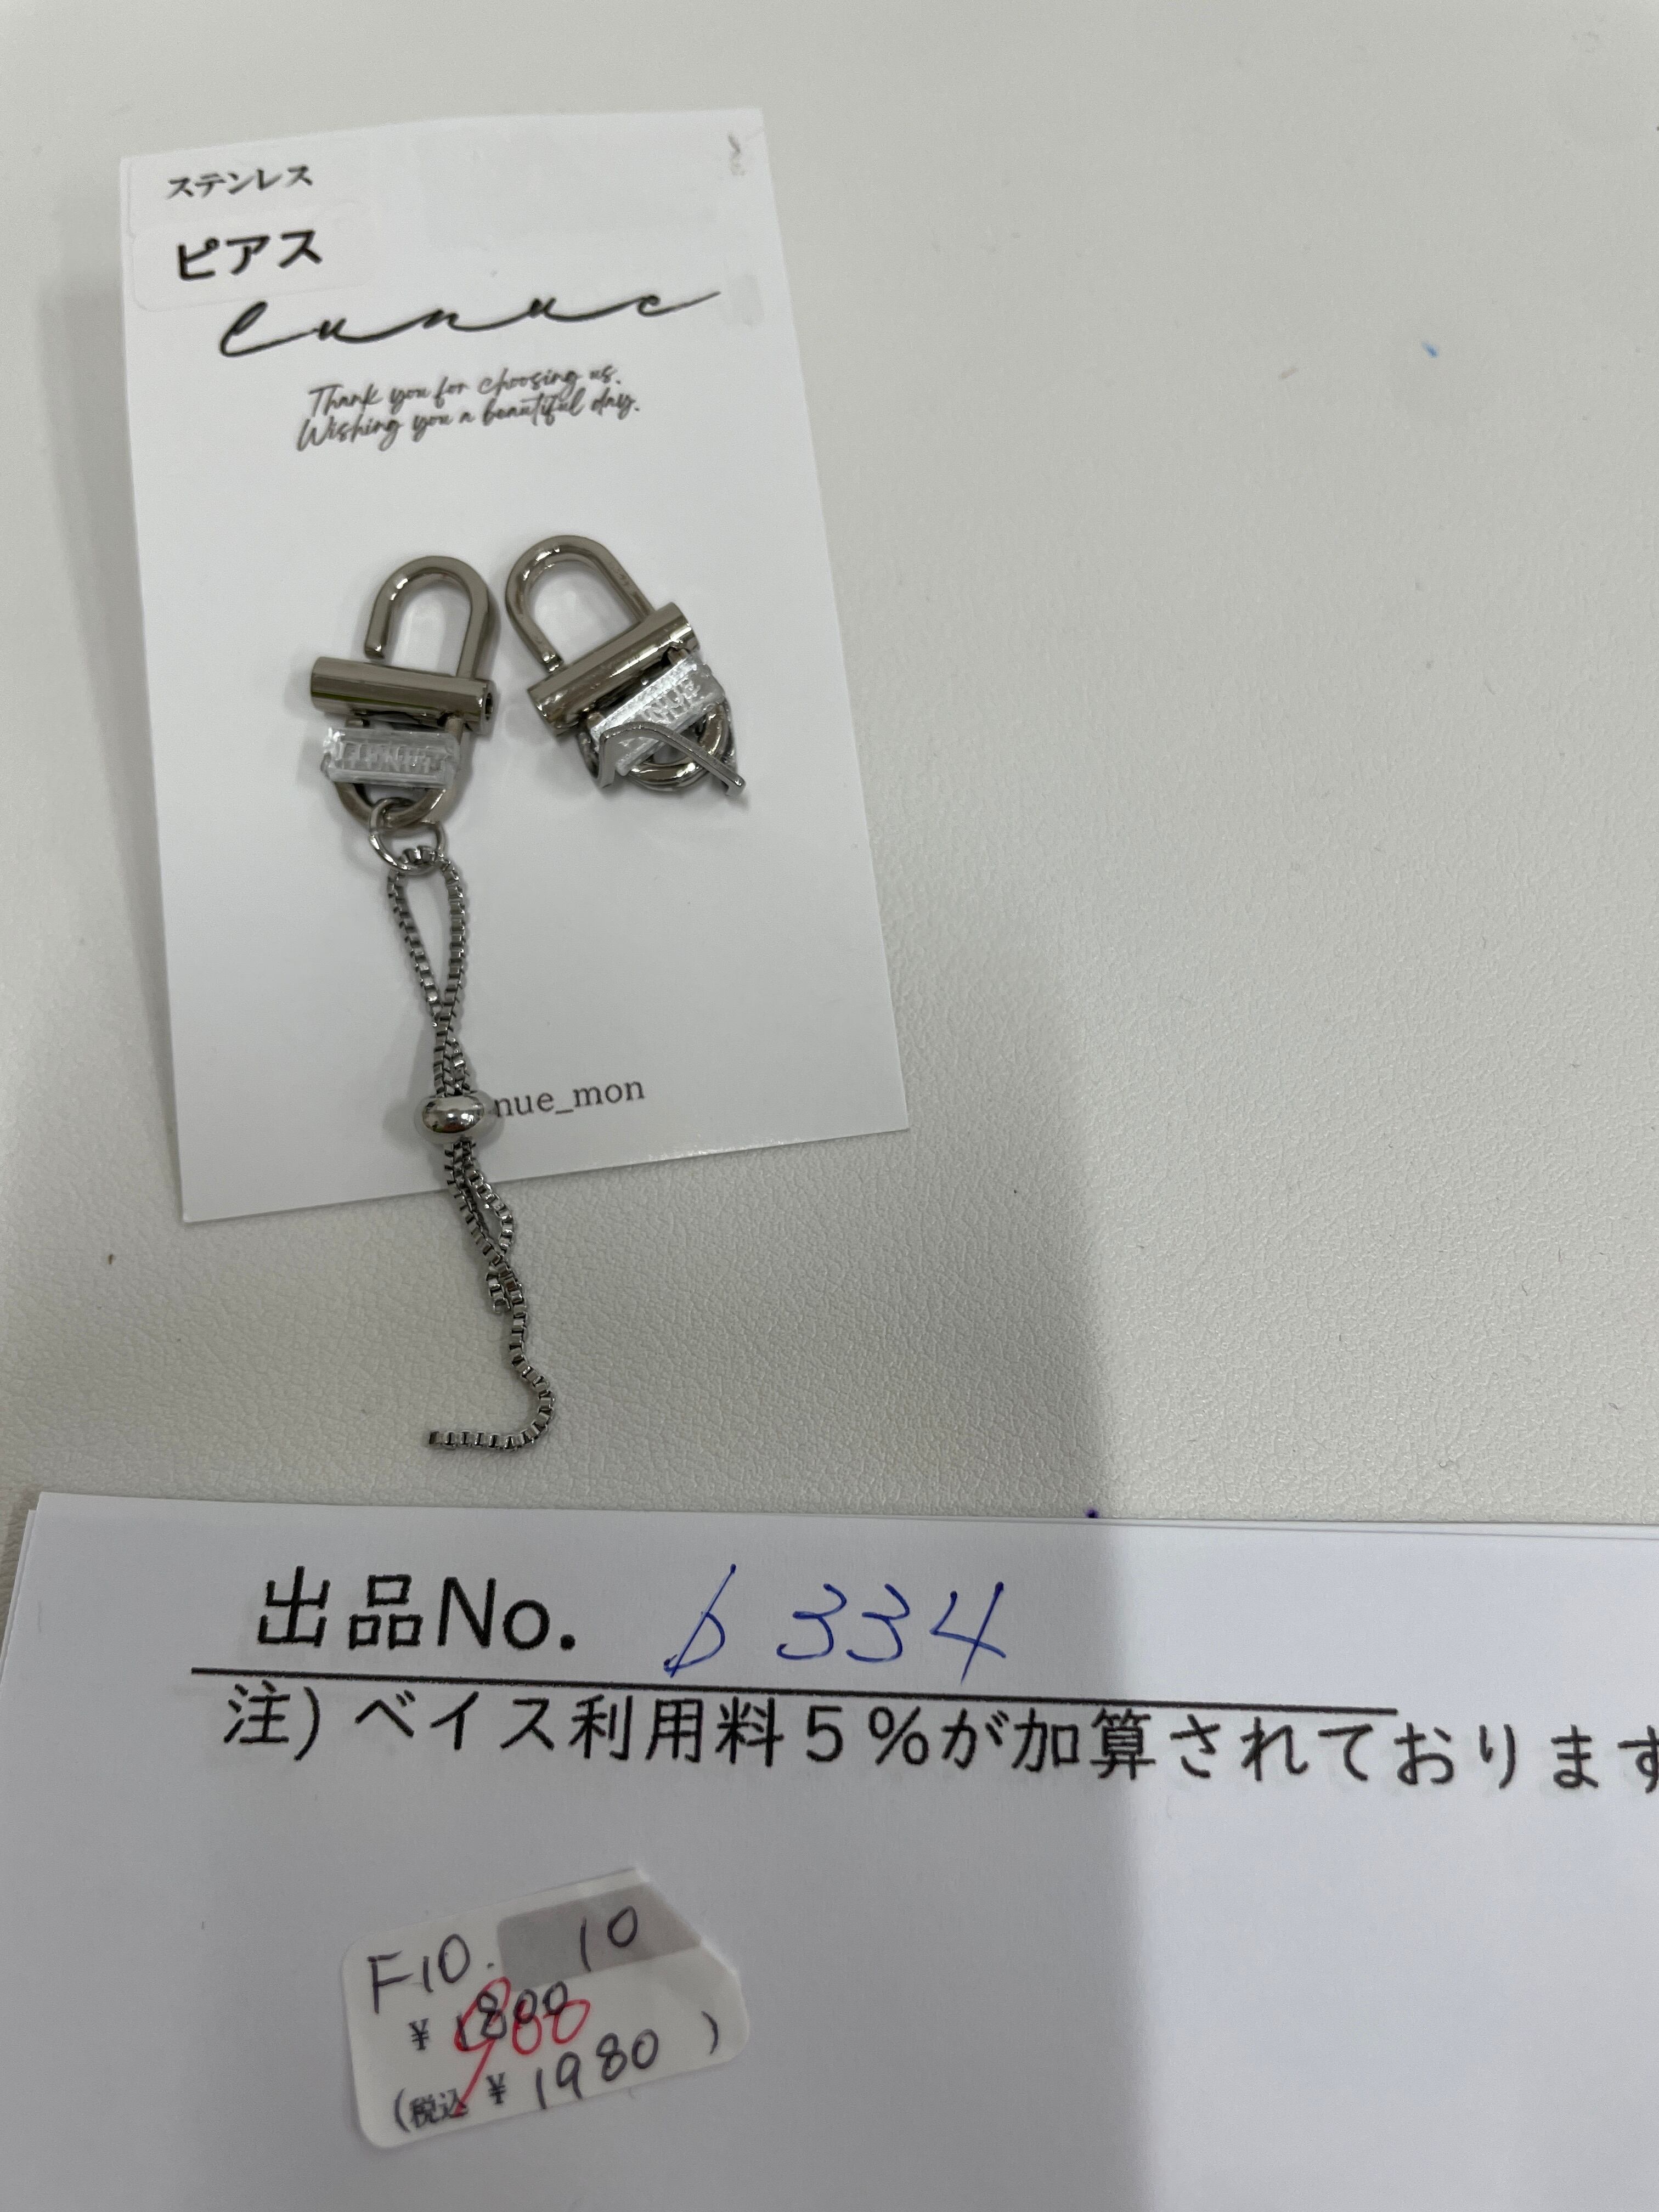 ステンレス
ピアス
Lunue
Thank you for choosing us.
Wishing you a beautiful day.
nue_mon
出品No. 6334
注）ベイス利用料５％が加算されております
F10. 10
¥ 1800
(税込 ¥ 1980 )